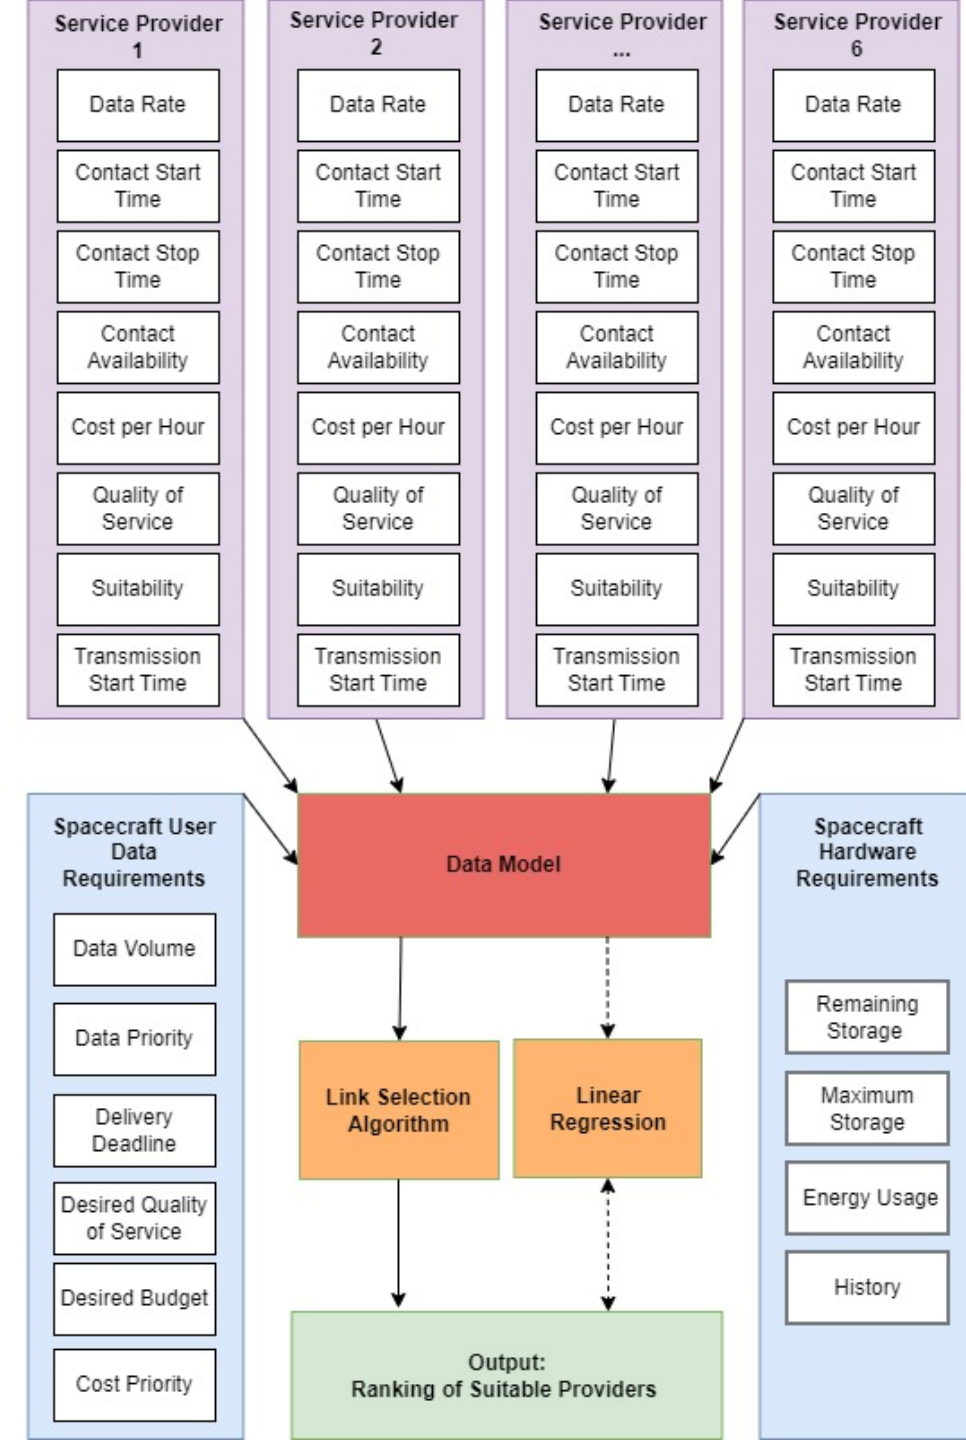 Service Provider
1
Data Rate
Contact Start
Time
Contact Stop
Time
Contact
Availability
Cost per Hour
Quality of
Service
Suitability
Transmission
Start Time
Service Provider
2
Data Rate
Contact Start
Time
Contact Stop
Time
Contact
Availability
Cost per Hour
Quality of
Service
Suitability
Transmission
Start Time
Service Provider
...
Data Rate
Contact Start
Time
Contact Stop
Time
Contact
Availability
Cost per Hour
Quality of
Service
Suitability
Transmission
Start Time
Service Provider
6
Data Rate
Contact Start
Time
Contact Stop
Time
Contact
Availability
Cost per Hour
Quality of
Service
Suitability
Transmission
Start Time
Spacecraft User
Data
Requirements
Data Volume
Data Priority
Delivery
Deadline
Desired Quality
of Service
Desired Budget
Cost Priority
Data Model
Link Selection
Algorithm
Linear
Regression
Output:
Ranking of Suitable Providers
Spacecraft
Hardware
Requirements
Remaining
Storage
Maximum
Storage
Energy Usage
History